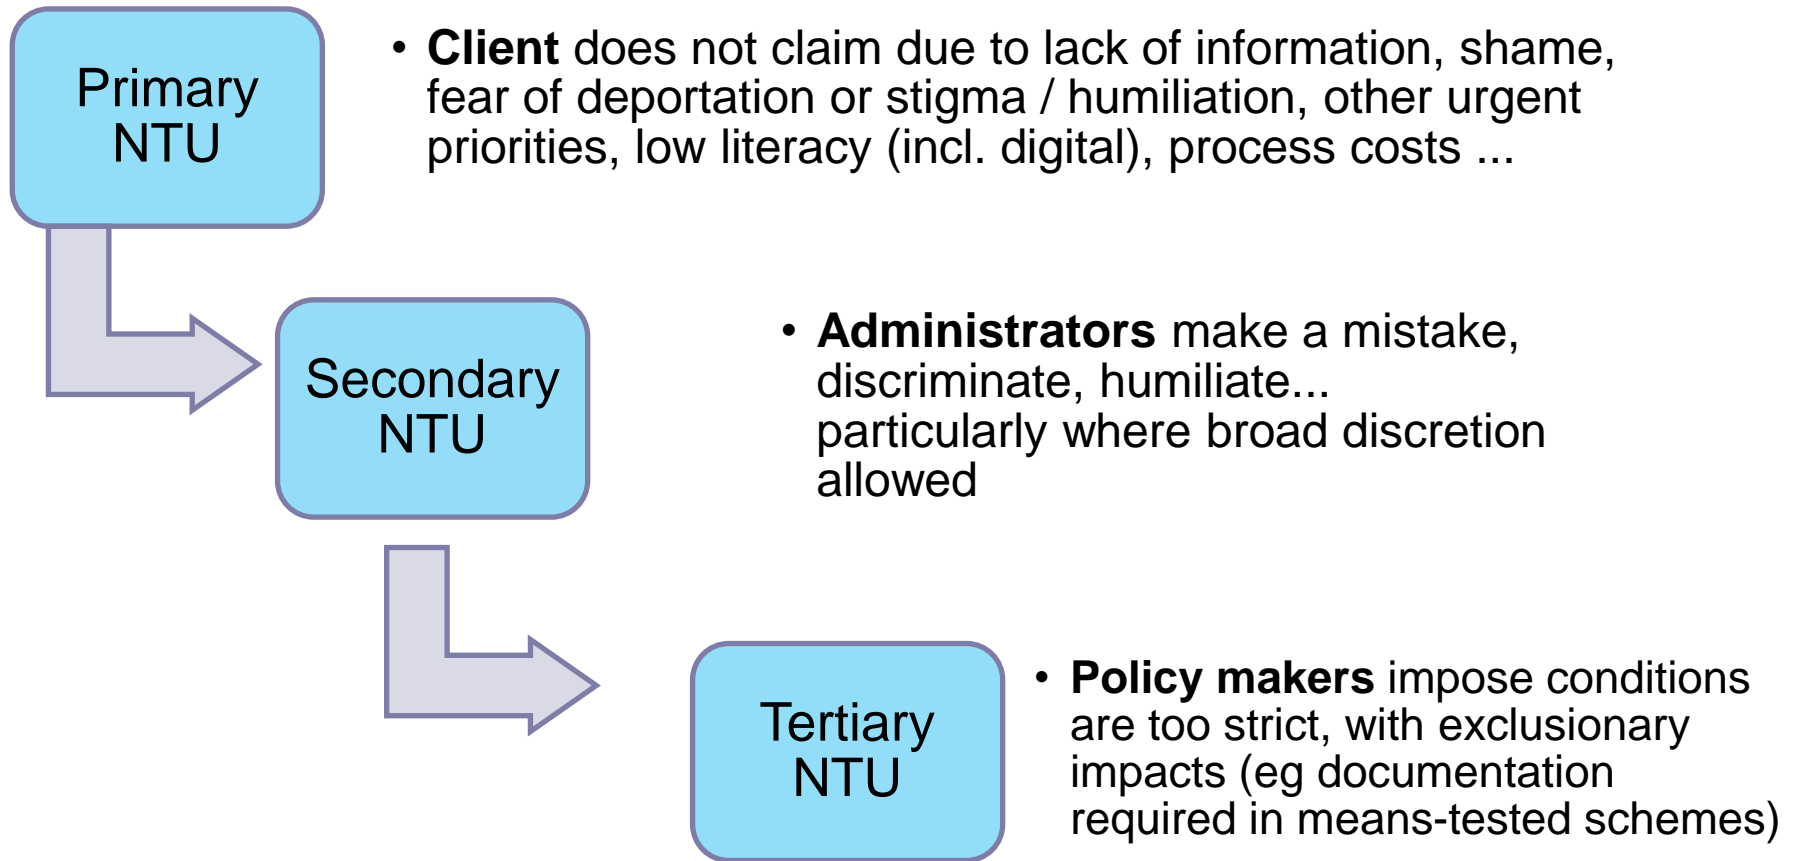 Primary
NTU
• Client does not claim due to lack of information, shame,
fear of deportation or stigma / humiliation, other urgent
priorities, low literacy (incl. digital), process costs ...
Secondary
NTU
• Administrators make a mistake,
discriminate, humiliate...
particularly where broad discretion
allowed
Tertiary
NTU
• Policy makers impose conditions
are too strict, with exclusionary
impacts (eg documentation
required in means-tested schemes)